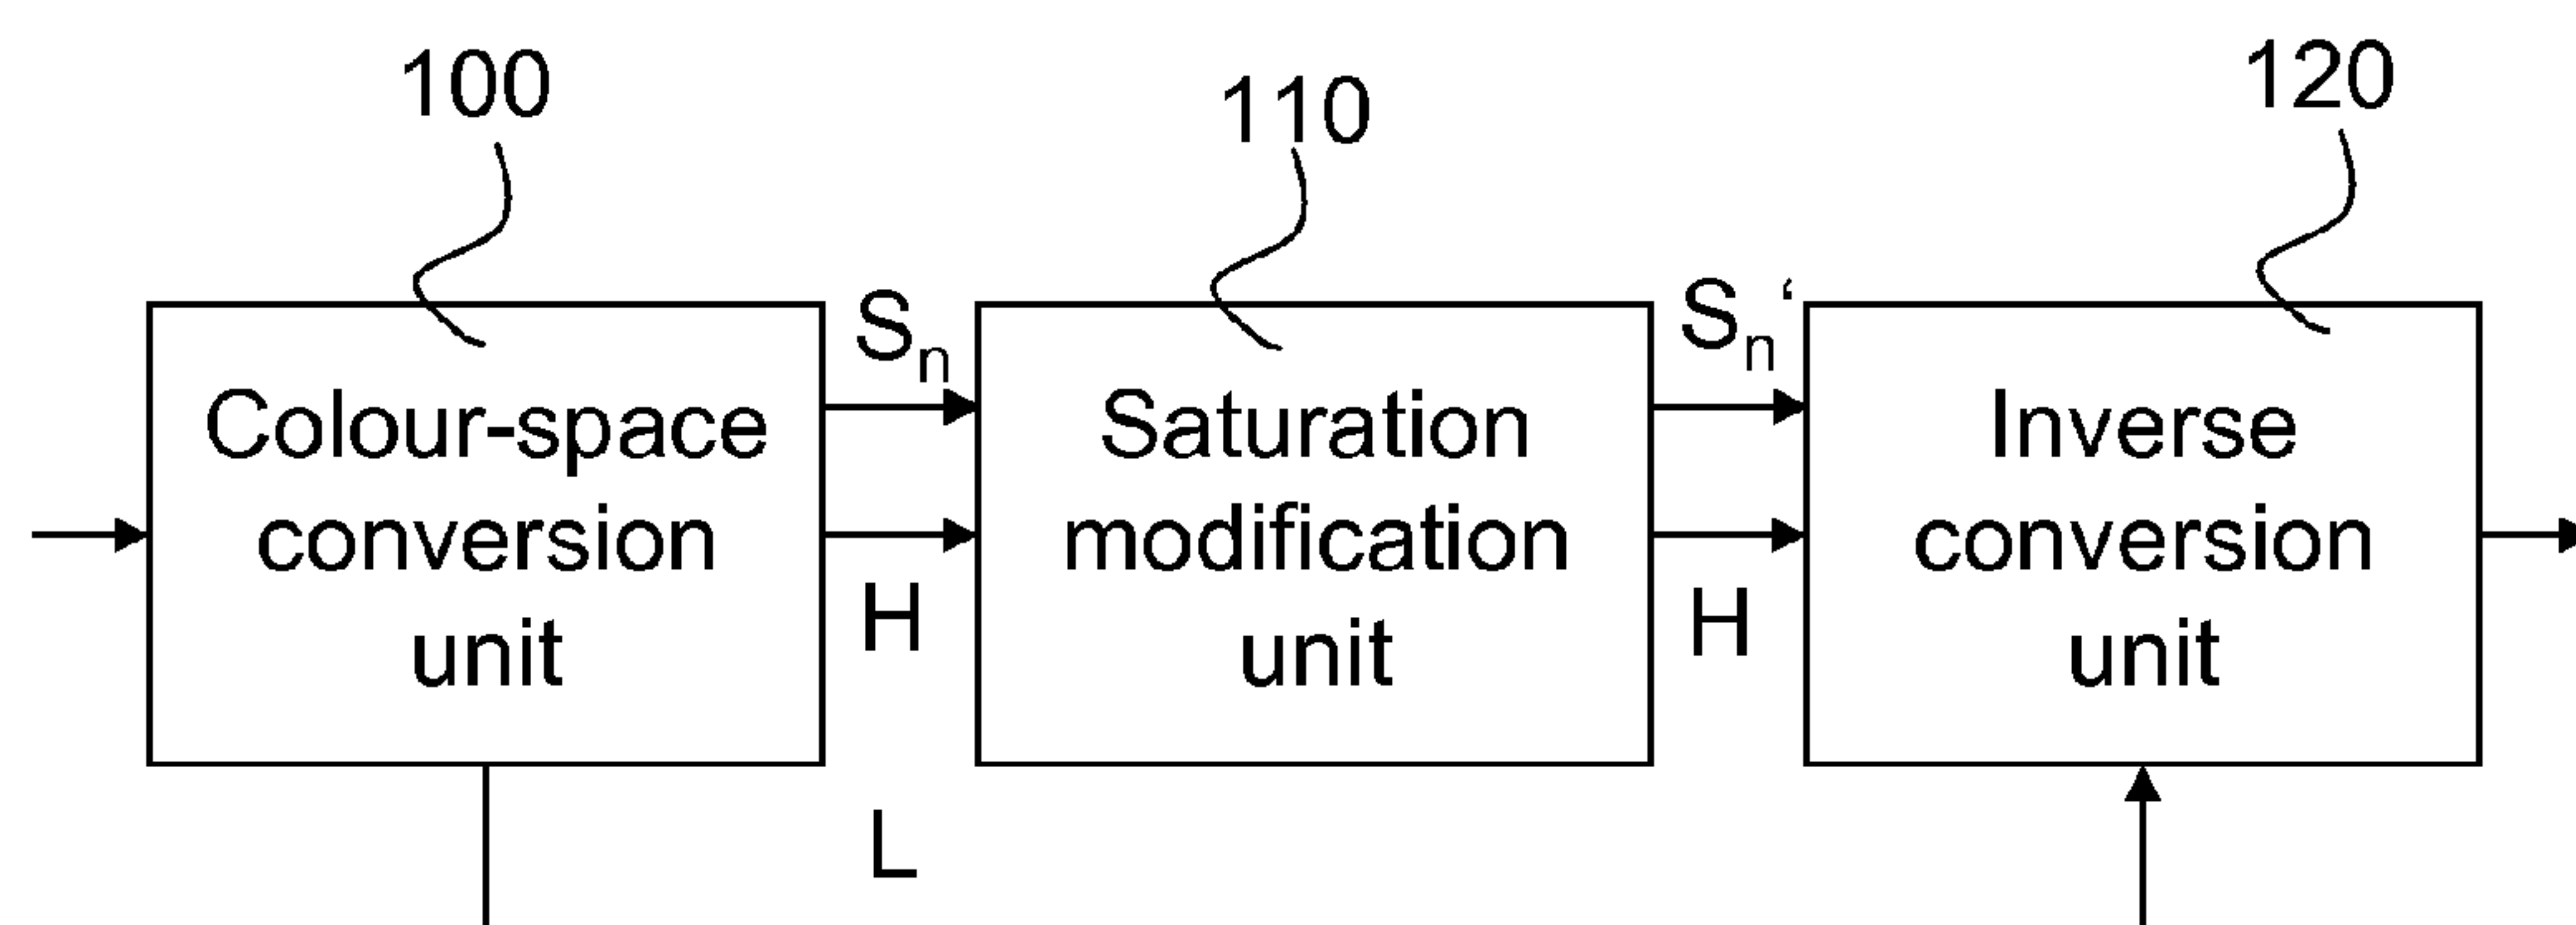 100
110
120
Sn
Sn‘
Colour-space
conversion
unit
Saturation
modification
unit
Inverse
conversion
unit
H
H
L